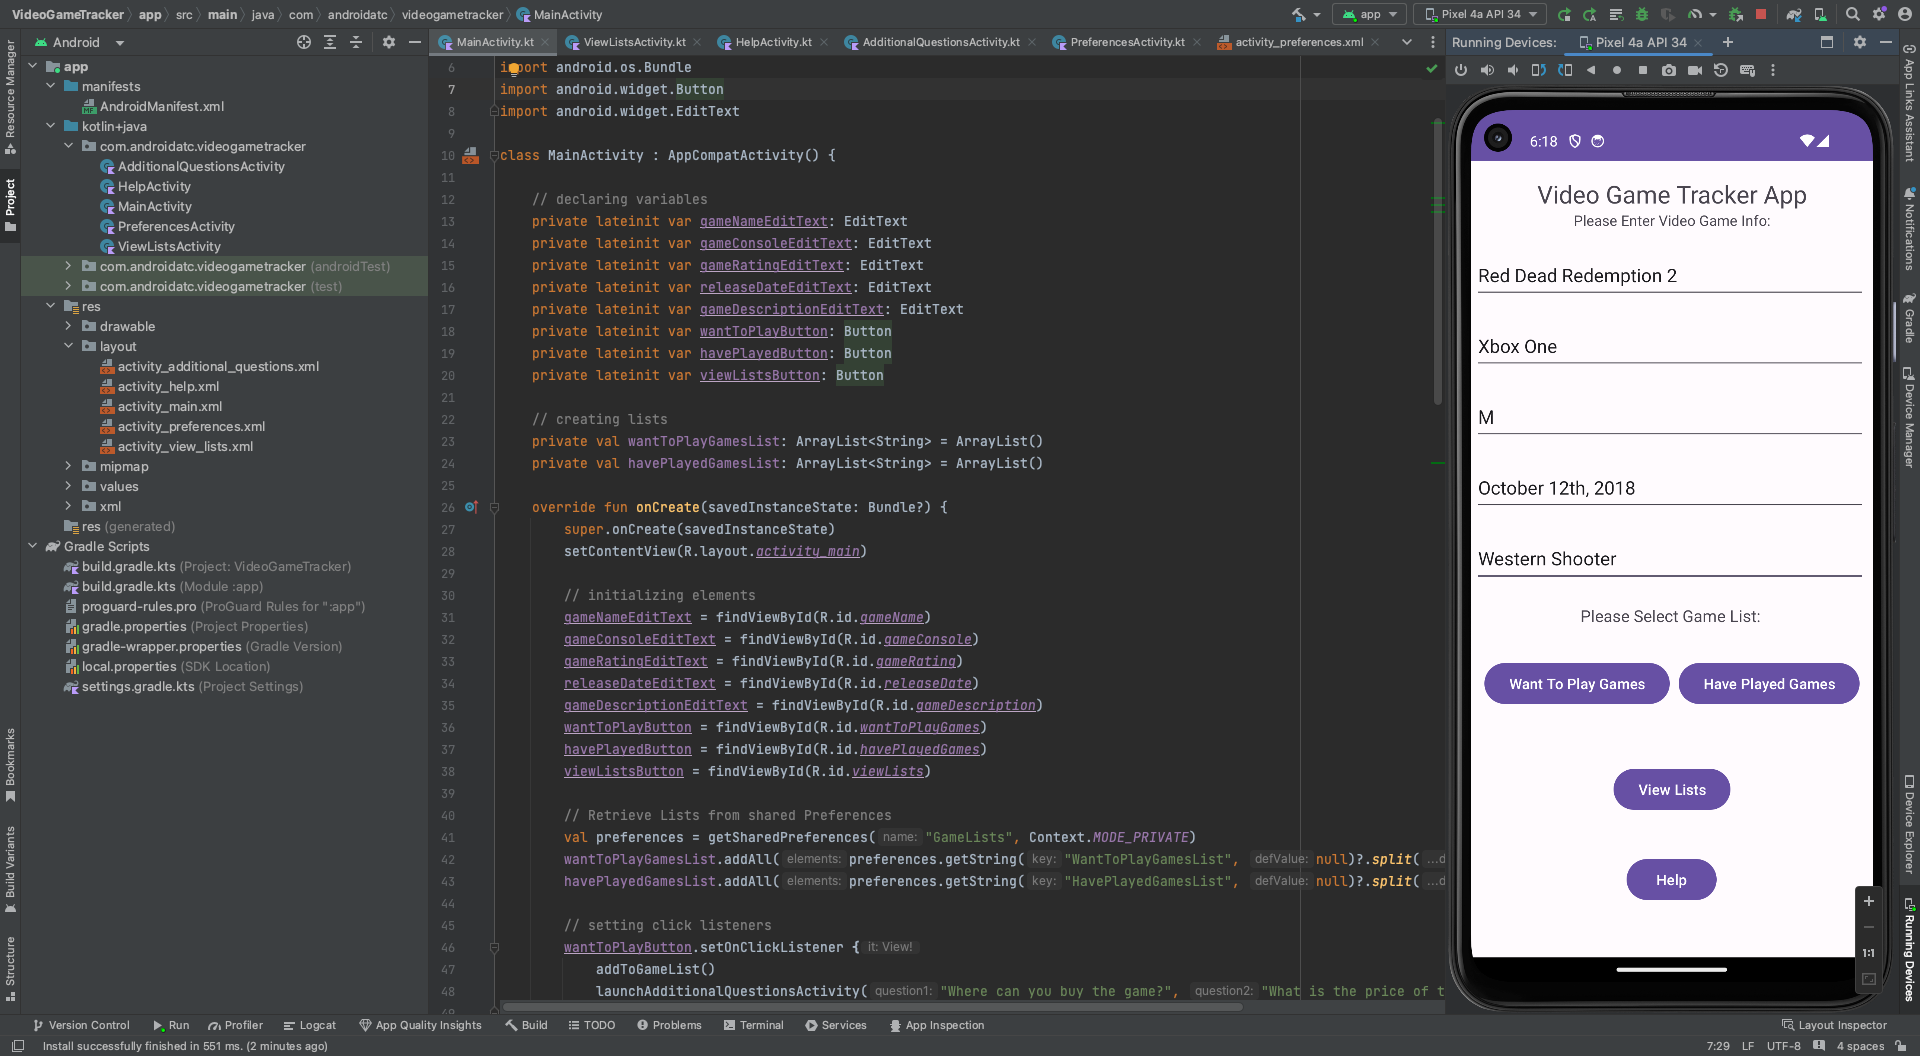 VideoGameTracker app src main java com androidatc videogametracker MainActivity
app Pixel 4a API 34
Android
MainActivity.kt ViewListsActivity.kt HelpActivity.kt AdditionalQuestionsActivity.kt PreferencesActivity.kt activity_preferences.xml
Running Devices: Pixel 4a API 34
Resource Manager
Project
Bookmarks
Build Variants
Structure
app
manifests
AndroidManifest.xml
kotlin+java
com.androidatc.videogametracker
AdditionalQuestionsActivity
HelpActivity
MainActivity
PreferencesActivity
ViewListsActivity
com.androidatc.videogametracker (androidTest)
com.androidatc.videogametracker (test)
res
drawable
layout
activity_additional_questions.xml
activity_help.xml
activity_main.xml
activity_preferences.xml
activity_view_lists.xml
mipmap
values
xml
res (generated)
Gradle Scripts
build.gradle.kts (Project: VideoGameTracker)
build.gradle.kts (Module :app)
proguard-rules.pro (ProGuard Rules for ":app")
gradle.properties (Project Properties)
gradle-wrapper.properties (Gradle Version)
local.properties (SDK Location)
settings.gradle.kts (Project Settings)
6 import android.os.Bundle
7 import android.widget.Button
8 import android.widget.EditText
9
10 class MainActivity : AppCompatActivity() {
11
12 // declaring variables
13 private lateinit var gameNameEditText: EditText
14 private lateinit var gameConsoleEditText: EditText
15 private lateinit var gameRatingEditText: EditText
16 private lateinit var releaseDateEditText: EditText
17 private lateinit var gameDescriptionEditText: EditText
18 private lateinit var wantToPlayButton: Button
19 private lateinit var havePlayedButton: Button
20 private lateinit var viewListsButton: Button
21
22 // creating lists
23 private val wantToPlayGamesList: ArrayList<String> = ArrayList()
24 private val havePlayedGamesList: ArrayList<String> = ArrayList()
25
26 override fun onCreate(savedInstanceState: Bundle?) {
27 super.onCreate(savedInstanceState)
28 setContentView(R.layout.activity_main)
29
30 // initializing elements
31 gameNameEditText = findViewById(R.id.gameName)
32 gameConsoleEditText = findViewById(R.id.gameConsole)
33 gameRatingEditText = findViewById(R.id.gameRating)
34 releaseDateEditText = findViewById(R.id.releaseDate)
35 gameDescriptionEditText = findViewById(R.id.gameDescription)
36 wantToPlayButton = findViewById(R.id.wantToPlayGames)
37 havePlayedButton = findViewById(R.id.havePlayedGames)
38 viewListsButton = findViewById(R.id.viewLists)
39
40 // Retrieve Lists from shared Preferences
41 val preferences = getSharedPreferences( name: "GameLists", Context.MODE_PRIVATE)
42 wantToPlayGamesList.addAll( elements: preferences.getString( key: "WantToPlayGamesList", defValue: null)?.split( ...d
43 havePlayedGamesList.addAll( elements: preferences.getString( key: "HavePlayedGamesList", defValue: null)?.split( ...d
44
45 // setting click listeners
46 wantToPlayButton.setOnClickListener { it: View!
47 addToGameList()
48 launchAdditionalQuestionsActivity( question1: "Where can you buy the game?", question2: "What is the price of t
6:18
Video Game Tracker App
Please Enter Video Game Info:
Red Dead Redemption 2
Xbox One
M
October 12th, 2018
Western Shooter
Please Select Game List:
Want To Play Games Have Played Games
View Lists
Help
1:1
App Links Assistant
Notifications
Gradle
Device Manager
Device Explorer
Running Devices
Version Control Run Profiler Logcat App Quality Insights Build TODO Problems Terminal Services App Inspection Layout Inspector
Install successfully finished in 551 ms. (2 minutes ago) 7:29 LF UTF-8 4 spaces